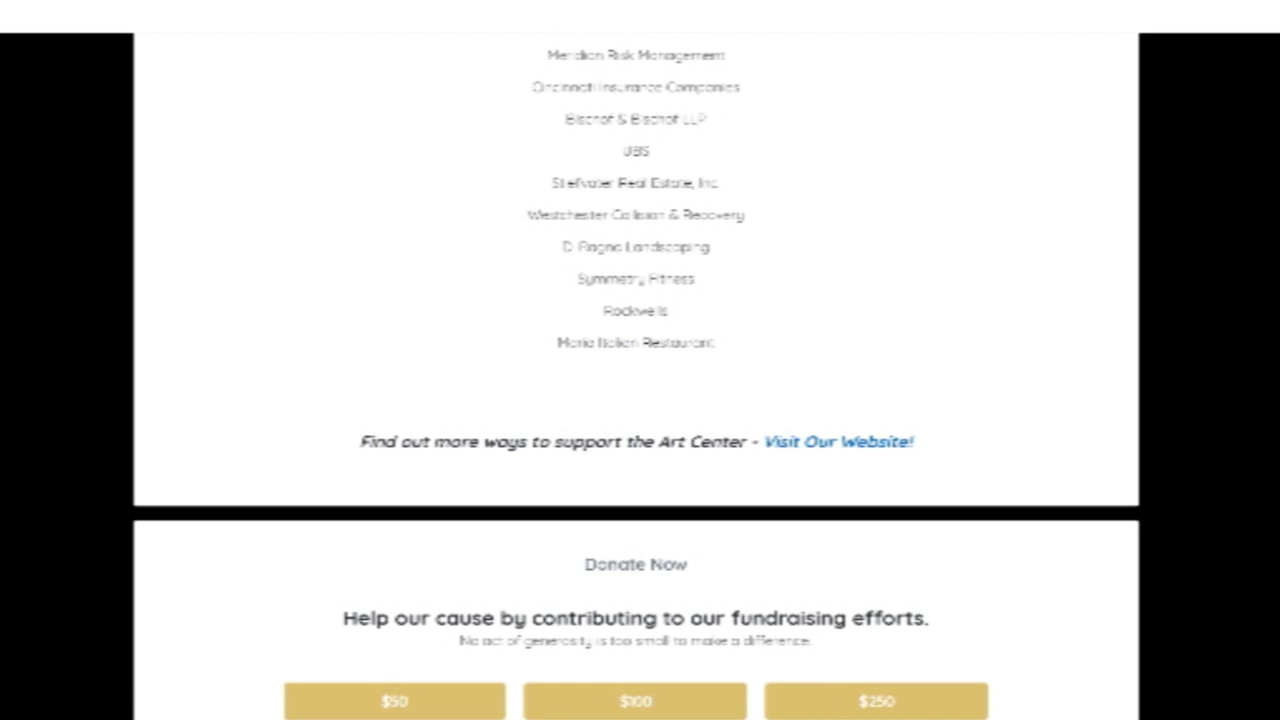 Meridian Risk Management
Cincinnati Insurance Companies
Bischof & Bischof LLP
UBS
Stiefvater Real Estate, Inc.
Westchester Collision & Recovery
Di Ragno Landscaping
Symmetry Fitness
Rockwells
Maria Italian Restaurant
Find out more ways to support the Art Center - Visit Our Website!
Donate Now
Help our cause by contributing to our fundraising efforts.
No act of generosity is too small to make a difference.
$50 $100 $250